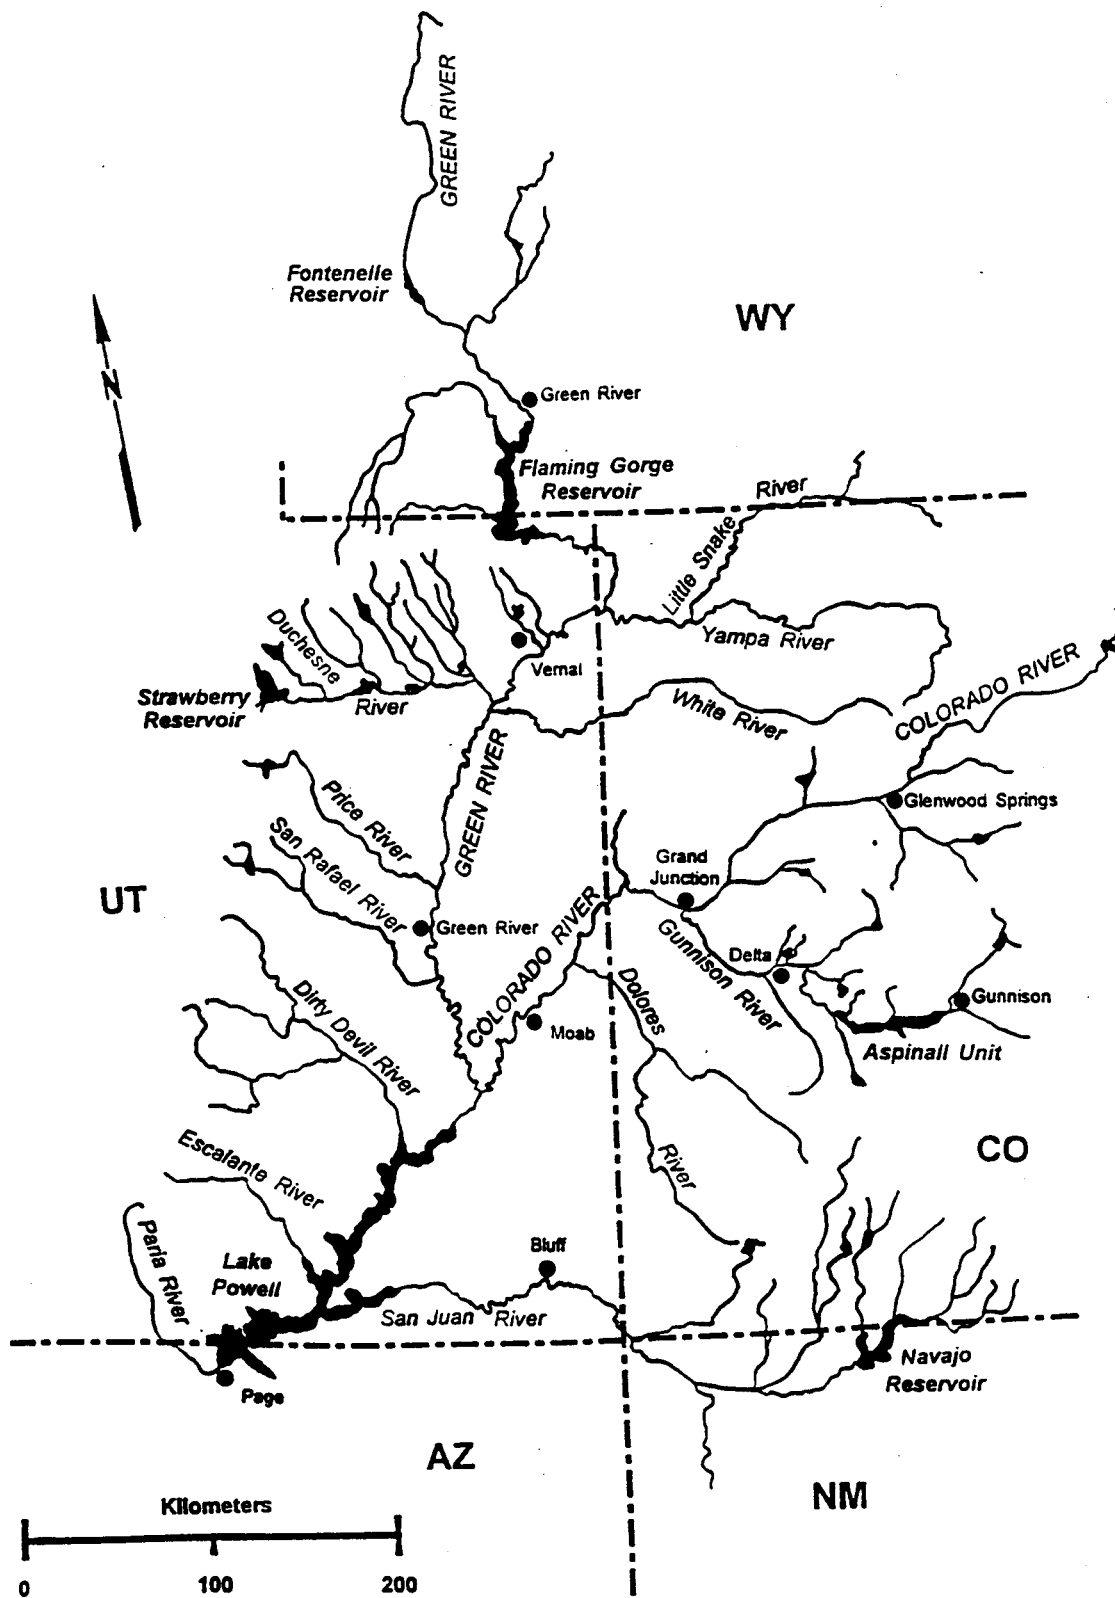 GREEN RIVER
Fontenelle
Reservoir
WY
N
Green River
Flaming Gorge
Reservoir
River
Little Snake
Duchesne
Yampa River
Vernal
Strawberry
Reservoir
River
White River
COLORADO RIVER
GREEN RIVER
Price River
Glenwood Springs
San Rafael River
Grand
Junction
UT
Green River
COLORADO RIVER
Gunnison River
Delta
Dirty Devil River
Dolores
Gunnison
Moab
Aspinall Unit
Escalante River
CO
River
Paria River
Lake
Powell
Bluff
San Juan River
Navajo
Reservoir
Page
AZ
NM
Kilometers
0 100 200